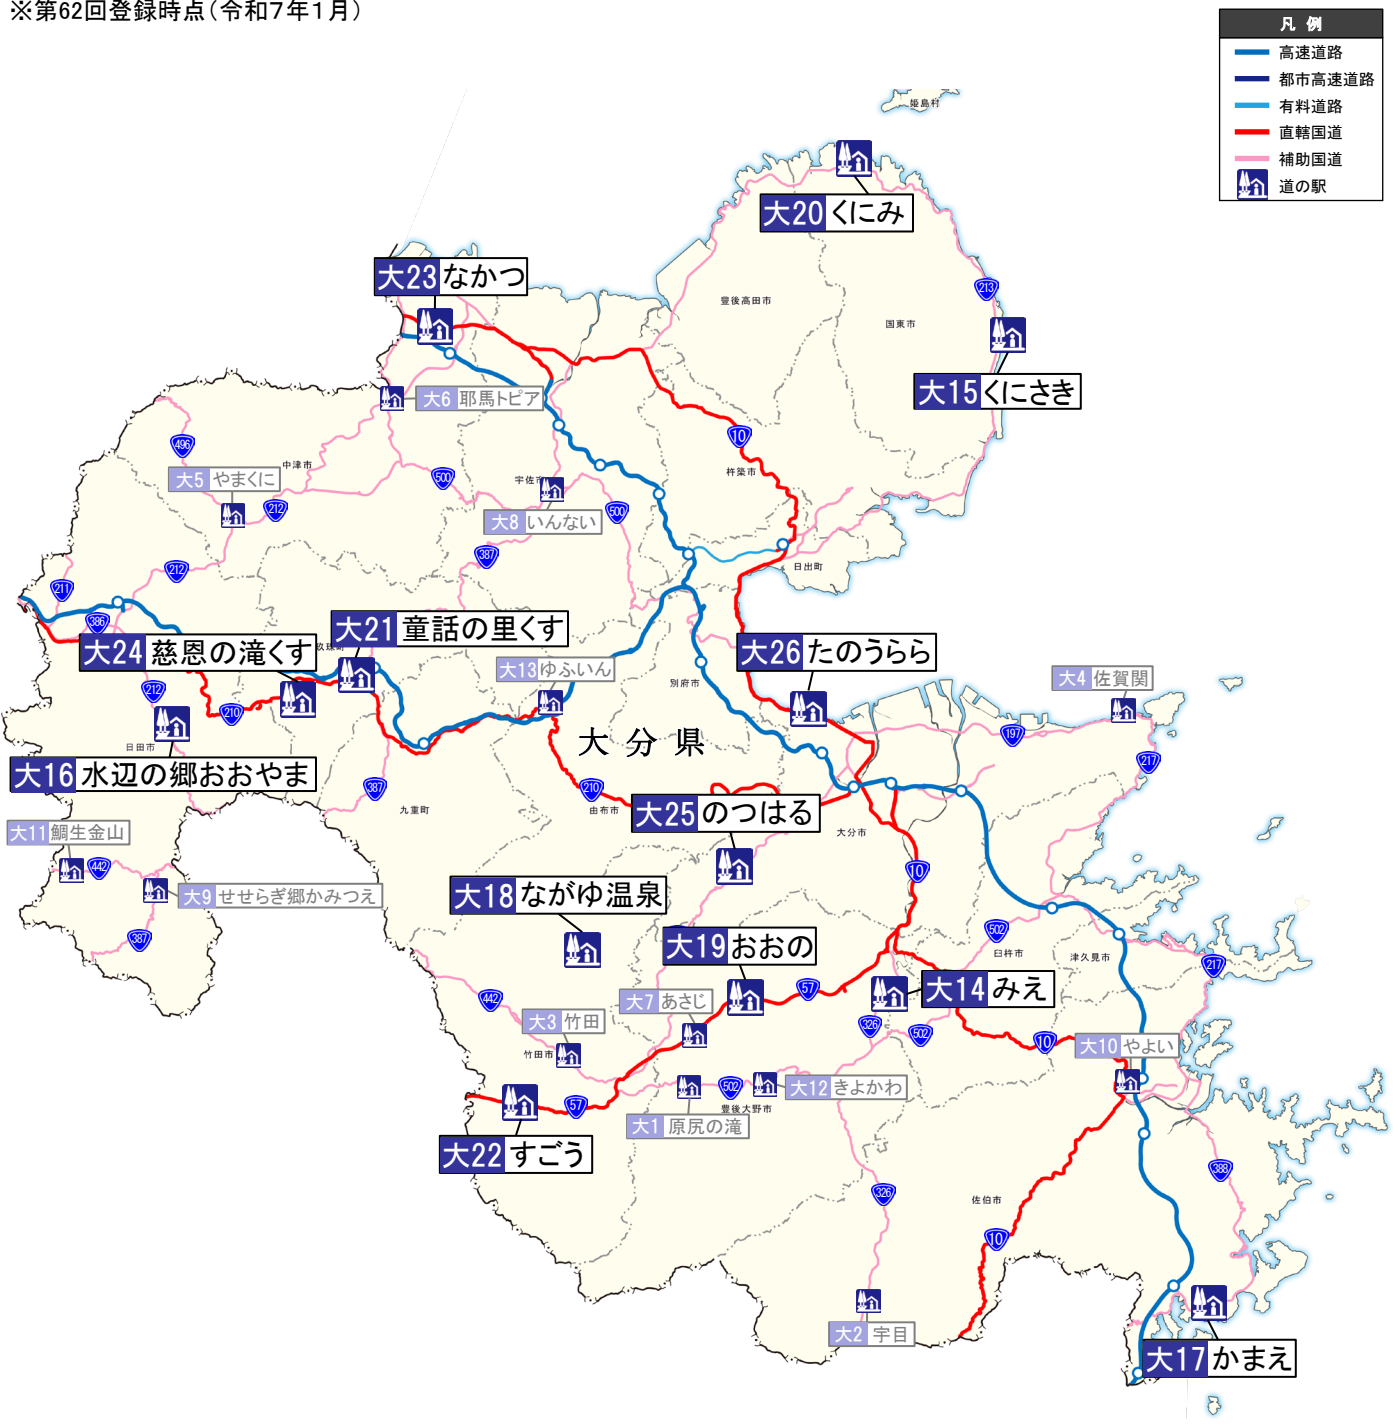 ※第62回登録時点(令和7年1月)
凡 例
高速道路
都市高速道路
有料道路
直轄国道
補助国道
道の駅
姫島村
大20 くにみ
大23 なかつ
豊後高田市
213
国東市
大15 くにさき
大6 耶馬トピア
10
496
中津市
杵築市
大5 やまくに
500
宇佐市
212
大8 いんない
500
387
212
日出町
211
386
大21 童話の里くす
大24 慈恩の滝くす
大26 たのうらら
大13 ゆふいん
大4 佐賀関
別府市
212
210
197
大分県
日田市
217
大16 水辺の郷おおやま
387
210
九重町
由布市
大25 のつはる
大分市
大11 鯛生金山
442
10
大18 ながゆ温泉
大9 せせらぎ郷かみつえ
502
387
大19 おおの
臼杵市
津久見市
217
57
大14 みえ
442
大7 あさじ
大3 竹田
326
502
10
竹田市
大10 やよい
502
大12 きよかわ
57
豊後大野市
大1 原尻の滝
大22 すごう
388
326
佐伯市
10
大2 宇目
大17 かまえ